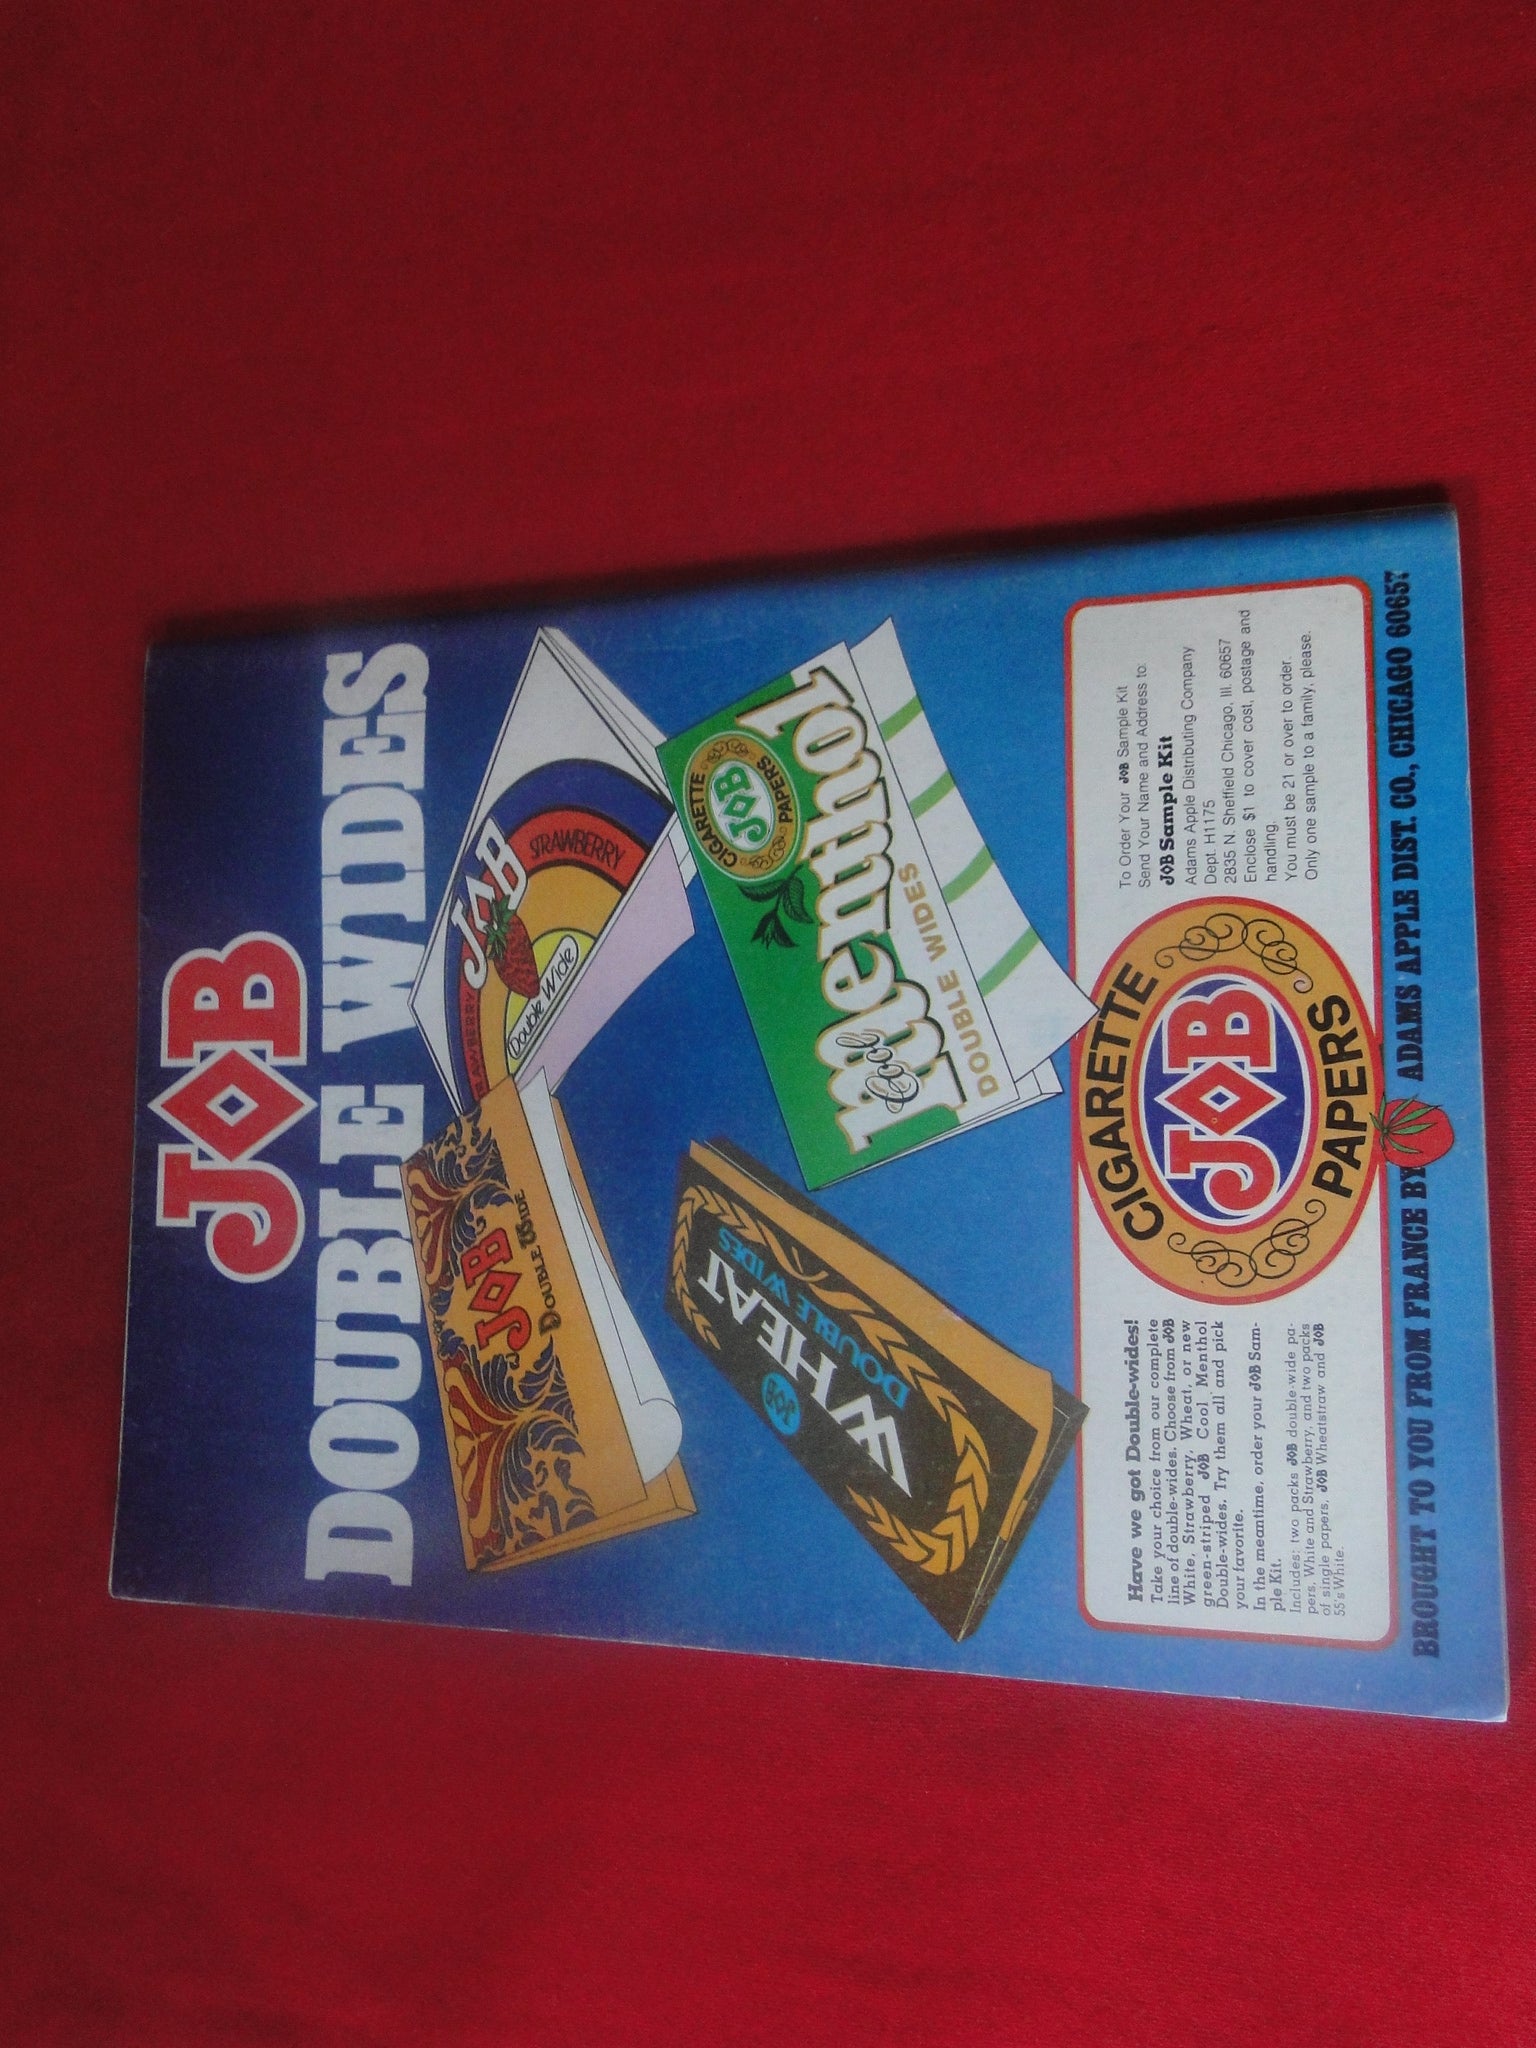 JOB
DOUBLE WIDES
JOB
DOUBLE WIDE
STRAWBERRY
JOB
STRAWBERRY
Double Wide
JOB
WHEAT
DOUBLE WIDES
CIGARETTE
JOB
PAPERS
Cool
Menthol
DOUBLE WIDES
Have we got Double-wides!
Take your choice from our complete
line of double-wides. Choose from JOB
White, Strawberry, Wheat, or new
green-striped JOB Cool Menthol
Double-wides. Try them all and pick
your favorite.
In the meantime, order your JOB Sam-
ple Kit.
Includes: two packs JOB double-wide pa-
pers, White and Strawberry, and two packs
of single papers, JOB Wheatstraw and JOB
55's White.
CIGARETTE
JOB
PAPERS
To Order Your JOB Sample Kit
Send Your Name and Address to:
JOB Sample Kit
Adams Apple Distributing Company
Dept. H1175
2835 N. Sheffield Chicago, Ill. 60657
Enclose $1 to cover cost, postage and
handling.
You must be 21 or over to order.
Only one sample to a family, please.
BROUGHT TO YOU FROM FRANCE BY ADAMS APPLE DIST. CO., CHICAGO 60657